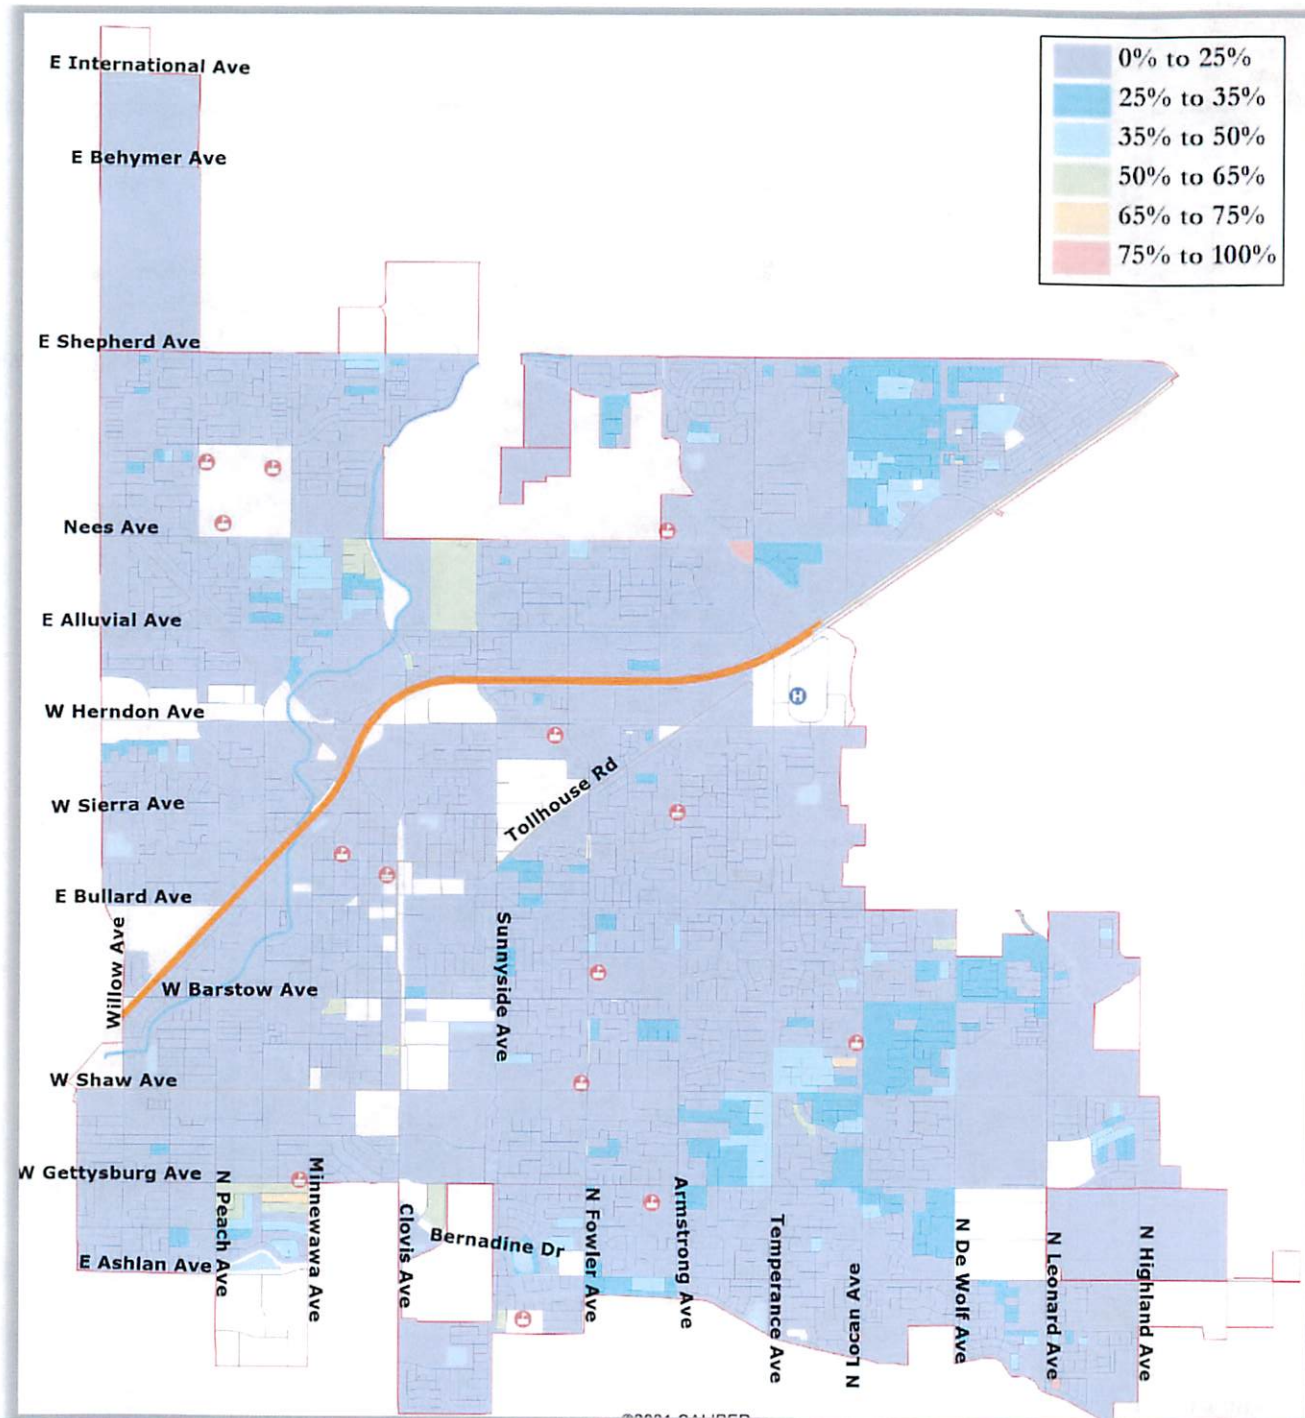 E International Ave
0% to 25%
25% to 35%
35% to 50%
50% to 65%
65% to 75%
75% to 100%
E Behymer Ave
E Shepherd Ave
Nees Ave
E Alluvial Ave
W Herndon Ave
H
Tollhouse Rd
W Sierra Ave
E Bullard Ave
Willow Ave
Sunnyside Ave
W Barstow Ave
W Shaw Ave
W Gettysburg Ave
N Peach Ave
Minnewawa Ave
Clovis Ave
Bernadine Dr
N Fowler Ave
Armstrong Ave
Temperance Ave
N Locan Ave
N De Wolf Ave
N Leonard Ave
N Highland Ave
E Ashlan Ave